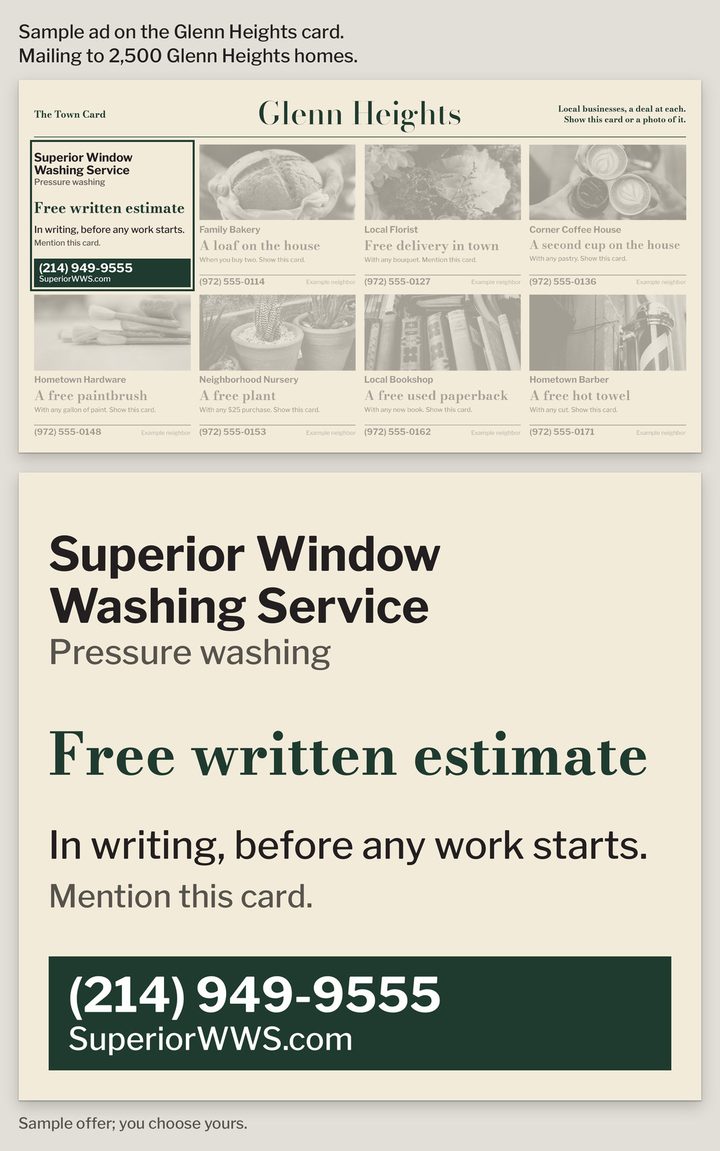 Sample ad on the Glenn Heights card.
Mailing to 2,500 Glenn Heights homes.
The Town Card
Glenn Heights
Local businesses, a deal at each.
Show this card or a photo of it.
Superior Window
Washing Service
Pressure washing
Free written estimate
In writing, before any work starts.
Mention this card.
(214) 949-9555
SuperiorWWS.com
Family Bakery
A loaf on the house
When you buy two. Show this card.
(972) 555-0114
Example neighbor
Local Florist
Free delivery in town
With any bouquet. Mention this card.
(972) 555-0127
Example neighbor
Corner Coffee House
A second cup on the house
With any pastry. Show this card.
(972) 555-0136
Example neighbor
Hometown Hardware
A free paintbrush
With any gallon of paint. Show this card.
(972) 555-0148
Example neighbor
Neighborhood Nursery
A free plant
With any $25 purchase. Show this card.
(972) 555-0153
Example neighbor
Local Bookshop
A free used paperback
With any new book. Show this card.
(972) 555-0162
Example neighbor
Hometown Barber
A free hot towel
With any cut. Show this card.
(972) 555-0171
Example neighbor
Superior Window
Washing Service
Pressure washing
Free written estimate
In writing, before any work starts.
Mention this card.
(214) 949-9555
SuperiorWWS.com
Sample offer; you choose yours.